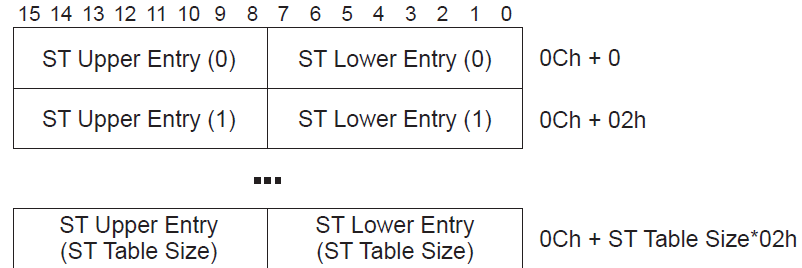 15 14 13 12 11 10 9 8 7 6 5 4 3 2 1 0
ST Upper Entry (0) ST Lower Entry (0) 0Ch + 0
ST Upper Entry (1) ST Lower Entry (1) 0Ch + 02h
...
ST Upper Entry ST Lower Entry
(ST Table Size) (ST Table Size) 0Ch + ST Table Size*02h